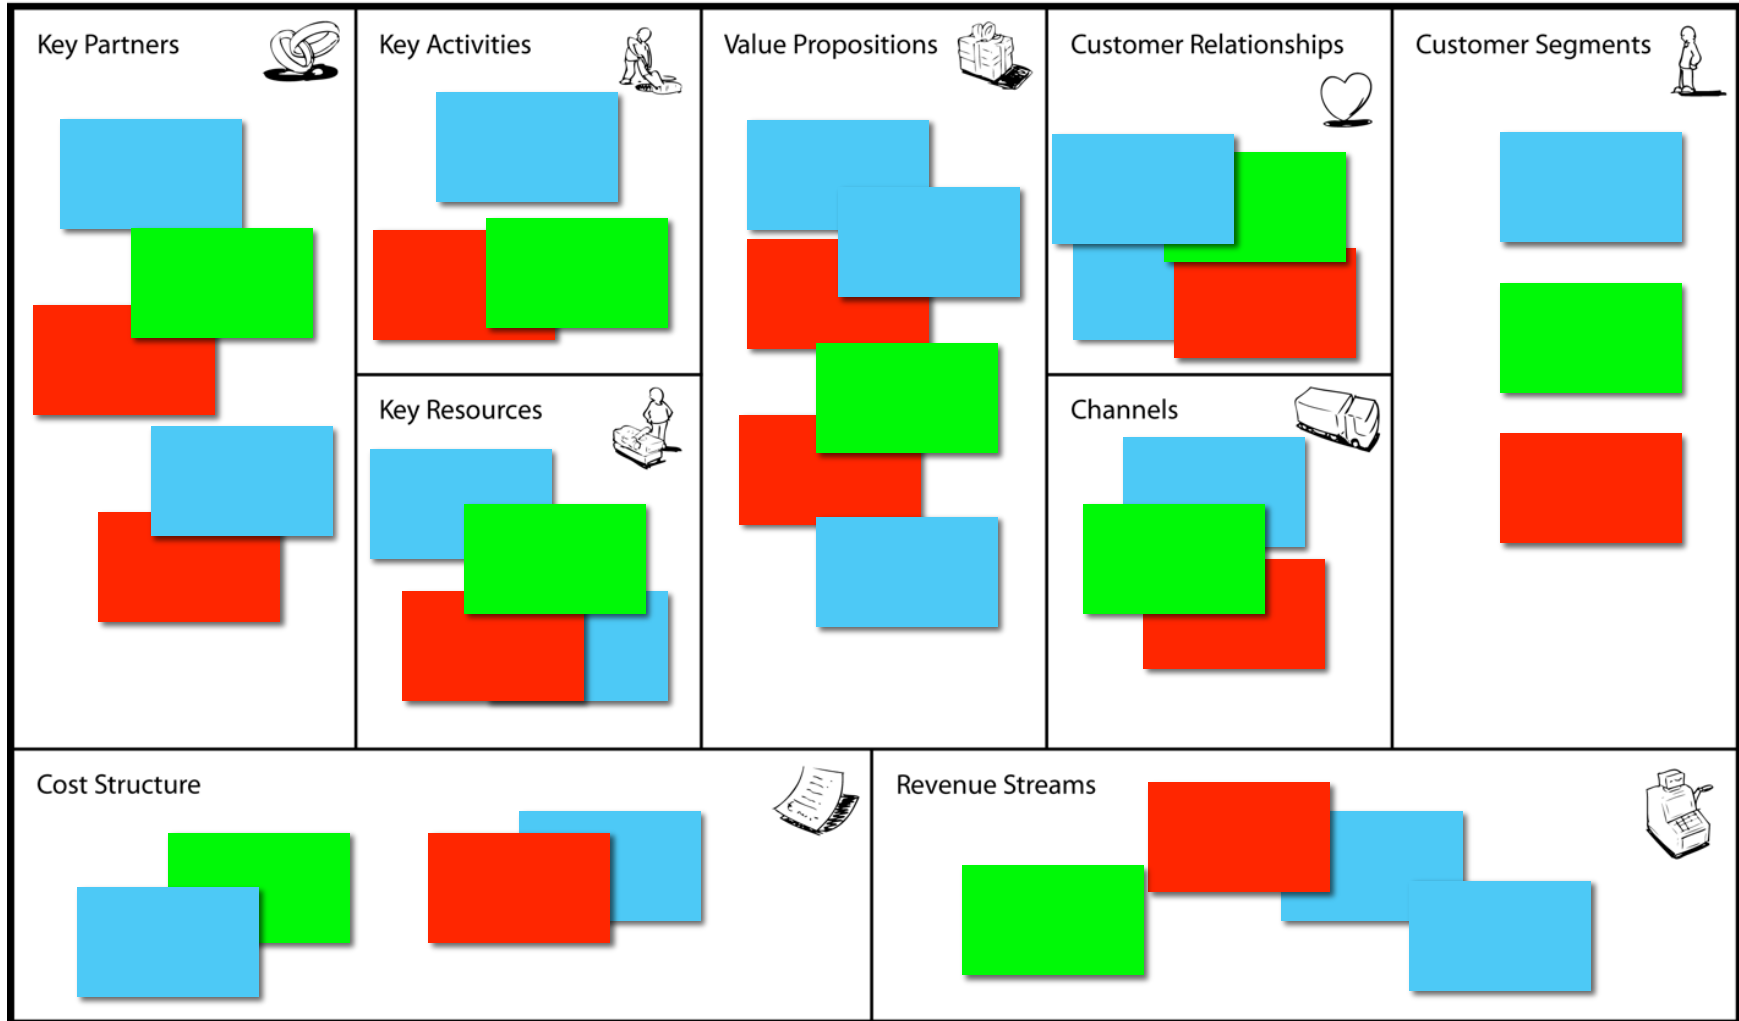 Key Partners
Key Activities
Value Propositions
Customer Relationships
Customer Segments
Key Resources
Channels
Cost Structure
Revenue Streams